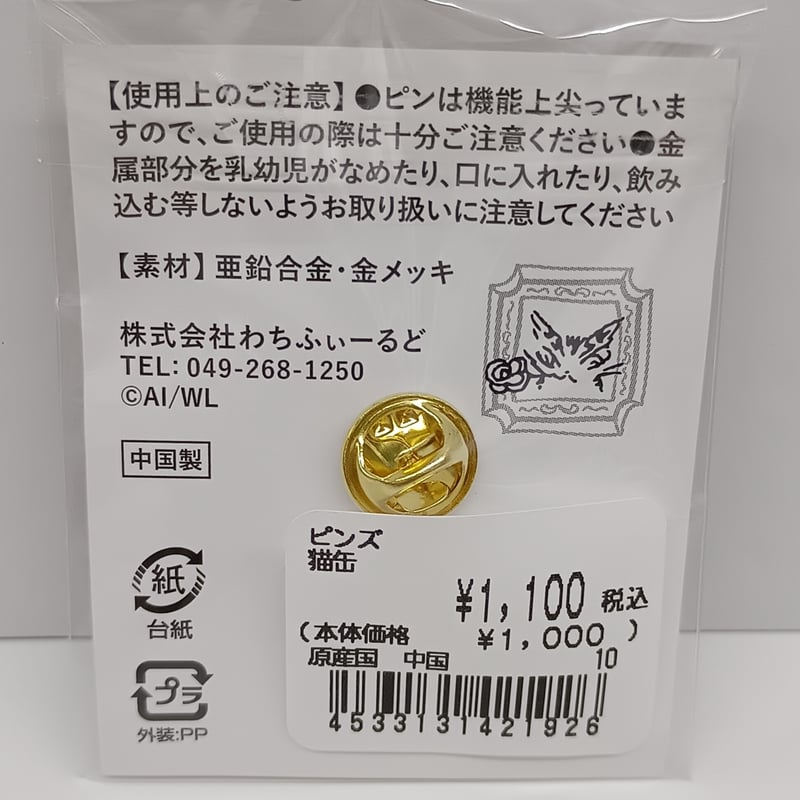 【使用上のご注意】●ピンは機能上尖っていま
すので、ご使用の際は十分ご注意ください●金
属部分を乳幼児がなめたり、口に入れたり、飲み
込む等しないようお取り扱いに注意してください
【素材】亜鉛合金・金メッキ
株式会社わちふぃーるど
TEL: 049-268-1250
©AI/WL
中国製
紙
台紙
プラ
外装:PP
ピンズ
猫缶
¥1,100 税込
(本体価格 ¥1,000 )
原産国 中国 10
4533131421926